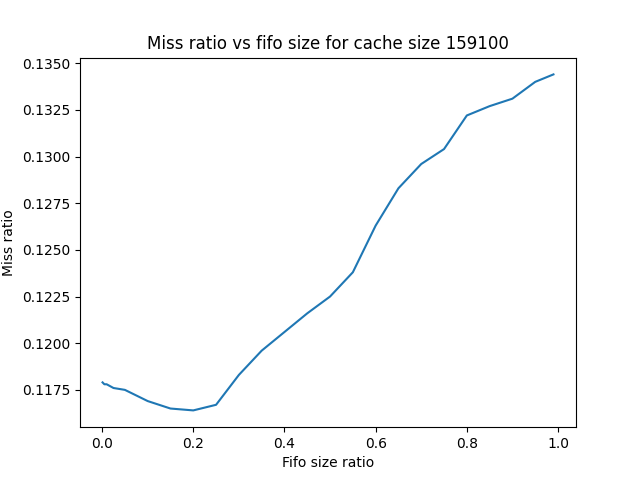 Miss ratio vs fifo size for cache size 159100
Miss ratio
0.1350
0.1325
0.1300
0.1275
0.1250
0.1225
0.1200
0.1175
0.0 0.2 0.4 0.6 0.8 1.0
Fifo size ratio